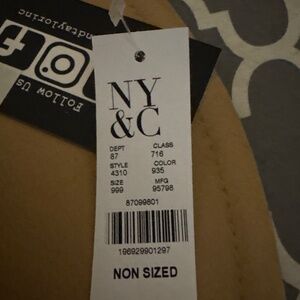 Follow Us
ndtaylorinc
NY
&C
DEPT CLASS
87 716
STYLE COLOR
4310 935
SIZE MFG
999 95798
87099801
196929901297
NON SIZED